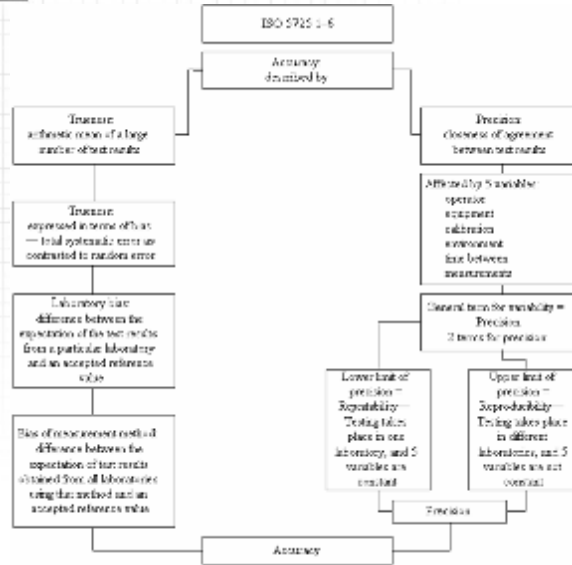 ISO 5725 1-6
Accuracy
described by
Trueness:
arithmetic mean of a large
number of test results
Precision:
closeness of agreement
between test results
Trueness:
expressed in terms of bias
— total systematic error as
contrasted to random error
Affected by 5 variables:
operator
equipment
calibration
environment
time between
measurements
Laboratory bias:
difference between the
expectation of the test results
from a particular laboratory
and an accepted reference
value
General term for variability =
Precision
2 terms for precision
Lower limit of
precision =
Repeatability—
Testing takes
place in one
laboratory, and 5
variables are
constant
Upper limit of
precision =
Reproducibility—
Testing takes place
in different
laboratories, and 5
variables are not
constant
Bias of measurement method:
difference between the
expectation of test results
obtained from all laboratories
using that method and an
accepted reference value
Precision
Accuracy